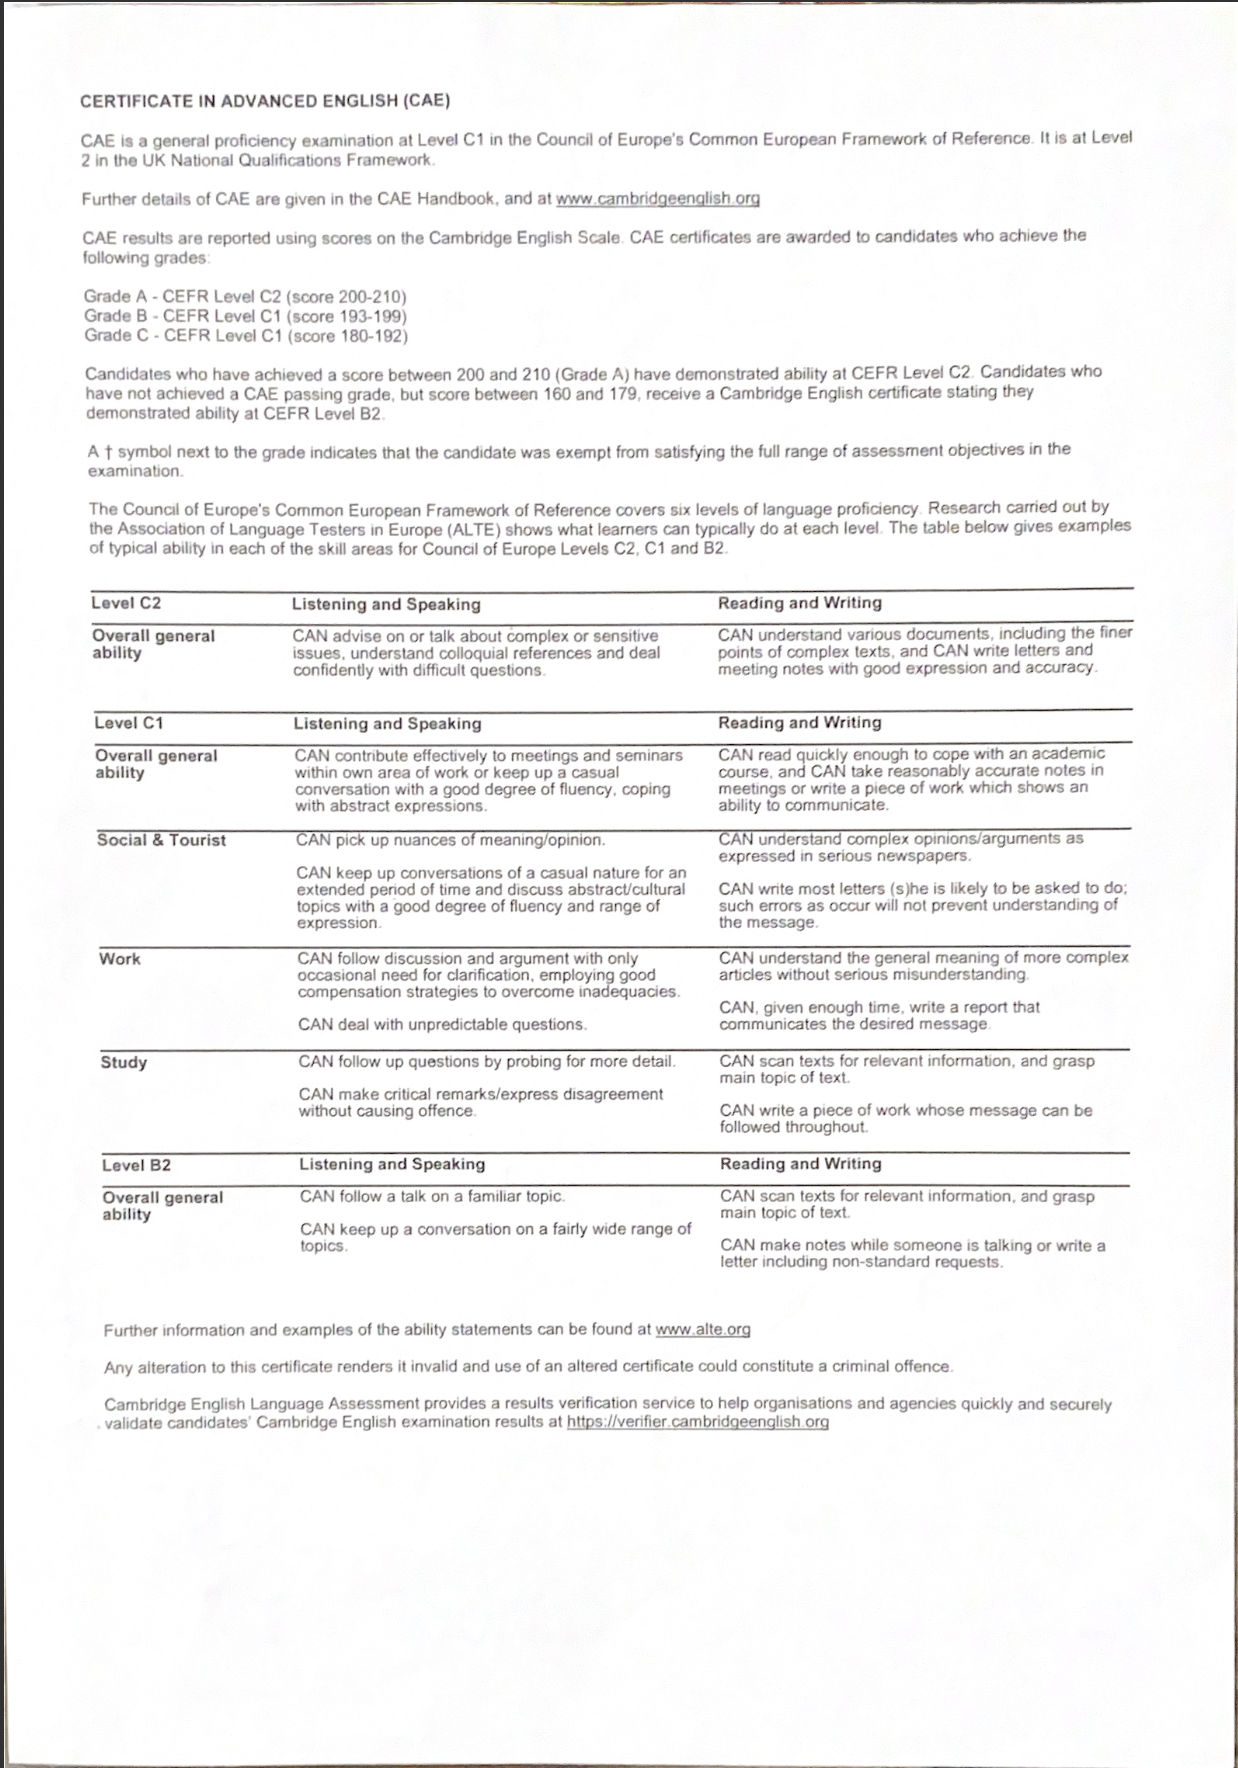 CERTIFICATE IN ADVANCED ENGLISH (CAE)
CAE is a general proficiency examination at Level C1 in the Council of Europe's Common European Framework of Reference. It is at Level
2 in the UK National Qualifications Framework.
Further details of CAE are given in the CAE Handbook, and at www.cambridgeenglish.org
CAE results are reported using scores on the Cambridge English Scale. CAE certificates are awarded to candidates who achieve the
following grades:
Grade A - CEFR Level C2 (score 200-210)
Grade B - CEFR Level C1 (score 193-199)
Grade C - CEFR Level C1 (score 180-192)
Candidates who have achieved a score between 200 and 210 (Grade A) have demonstrated ability at CEFR Level C2. Candidates who
have not achieved a CAE passing grade, but score between 160 and 179, receive a Cambridge English certificate stating they
demonstrated ability at CEFR Level B2.
A † symbol next to the grade indicates that the candidate was exempt from satisfying the full range of assessment objectives in the
examination.
The Council of Europe's Common European Framework of Reference covers six levels of language proficiency. Research carried out by
the Association of Language Testers in Europe (ALTE) shows what learners can typically do at each level. The table below gives examples
of typical ability in each of the skill areas for Council of Europe Levels C2, C1 and B2.
Level C2 Listening and Speaking Reading and Writing
Overall general CAN advise on or talk about complex or sensitive CAN understand various documents, including the finer
ability issues, understand colloquial references and deal points of complex texts, and CAN write letters and
confidently with difficult questions. meeting notes with good expression and accuracy.
Level C1 Listening and Speaking Reading and Writing
Overall general CAN contribute effectively to meetings and seminars CAN read quickly enough to cope with an academic
ability within own area of work or keep up a casual course, and CAN take reasonably accurate notes in
conversation with a good degree of fluency, coping meetings or write a piece of work which shows an
with abstract expressions. ability to communicate.
Social & Tourist CAN pick up nuances of meaning/opinion. CAN understand complex opinions/arguments as
expressed in serious newspapers.
CAN keep up conversations of a casual nature for an
extended period of time and discuss abstract/cultural CAN write most letters (s)he is likely to be asked to do;
topics with a good degree of fluency and range of such errors as occur will not prevent understanding of
expression. the message.
Work CAN follow discussion and argument with only CAN understand the general meaning of more complex
occasional need for clarification, employing good articles without serious misunderstanding.
compensation strategies to overcome inadequacies.
CAN, given enough time, write a report that
CAN deal with unpredictable questions. communicates the desired message.
Study CAN follow up questions by probing for more detail. CAN scan texts for relevant information, and grasp
main topic of text.
CAN make critical remarks/express disagreement
without causing offence. CAN write a piece of work whose message can be
followed throughout.
Level B2 Listening and Speaking Reading and Writing
Overall general CAN follow a talk on a familiar topic. CAN scan texts for relevant information, and grasp
ability main topic of text.
CAN keep up a conversation on a fairly wide range of
topics. CAN make notes while someone is talking or write a
letter including non-standard requests.
Further information and examples of the ability statements can be found at www.alte.org
Any alteration to this certificate renders it invalid and use of an altered certificate could constitute a criminal offence.
Cambridge English Language Assessment provides a results verification service to help organisations and agencies quickly and securely
validate candidates' Cambridge English examination results at https://verifier.cambridgeenglish.org